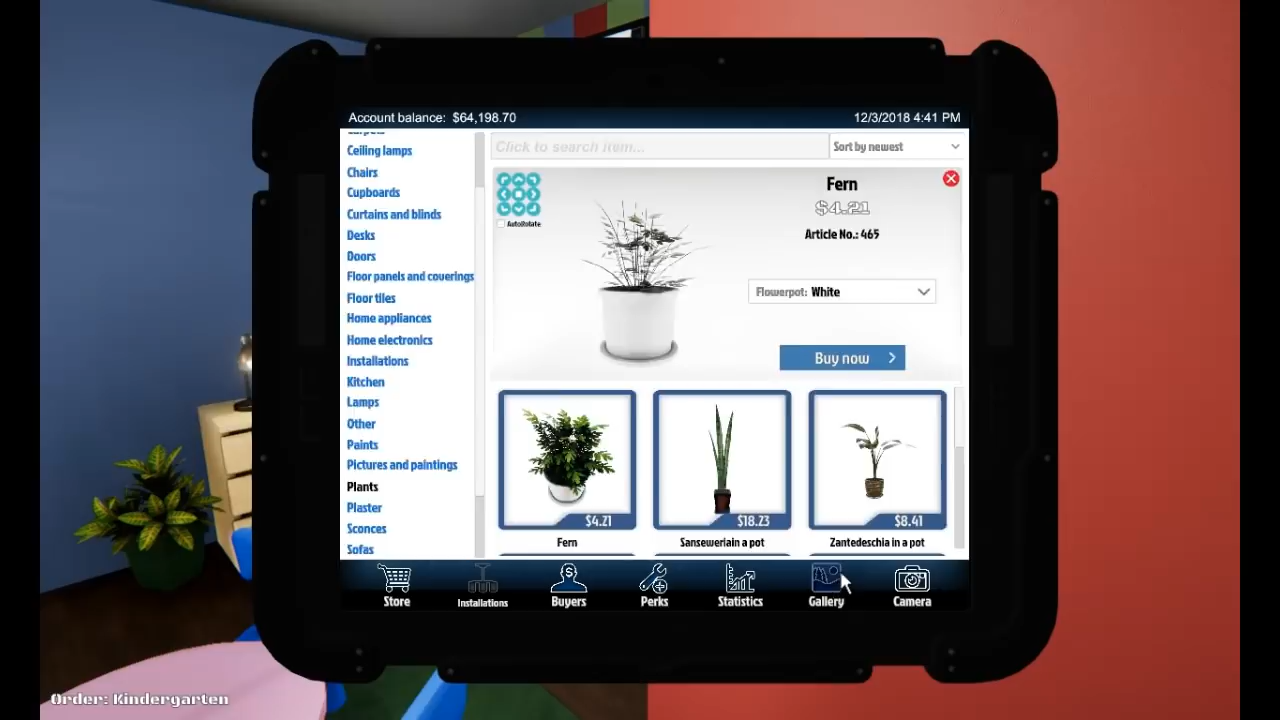 Account balance: $64,198.70
12/3/2018 4:41 PM
Carpets
Ceiling lamps
Chairs
Cupboards
Curtains and blinds
Desks
Doors
Floor panels and coverings
Floor tiles
Home appliances
Home electronics
Installations
Kitchen
Lamps
Other
Paints
Pictures and paintings
Plants
Plaster
Sconces
Sofas
Click to search item...
Sort by newest
AutoRotate
Fern
$4.21
Article No.: 465
Flowerpot: White
Buy now
$4.21
Fern
$18.23
Sanseweriain a pot
$8.41
Zantedeschia in a pot
Store
Installations
Buyers
Perks
Statistics
Gallery
Camera
Order: Kindergarten